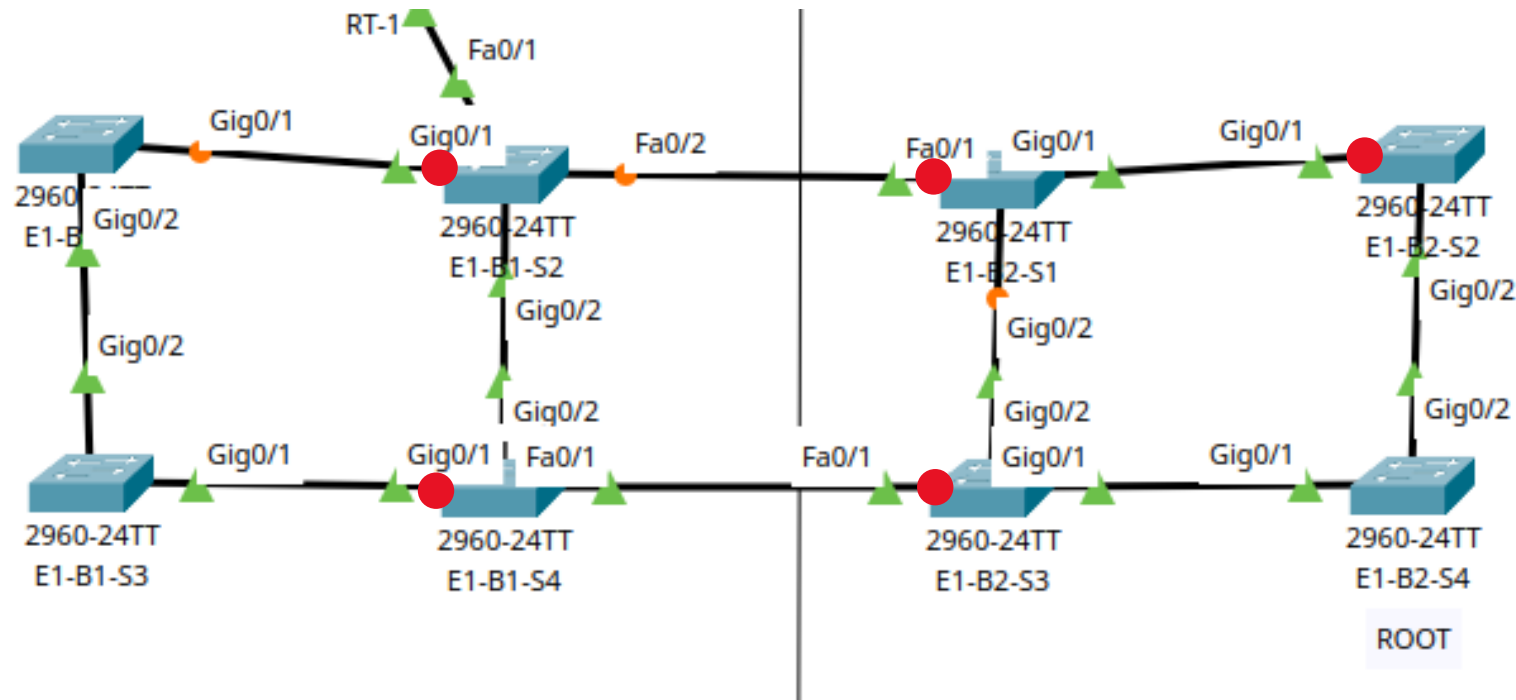 RT-1
Fa0/1
Gig0/1
Gig0/1
Fa0/2
Fa0/1
Gig0/1
Gig0/1
2960
E1-B
Gig0/2
2960-24TT
E1-B1-S2
Gig0/2
2960-24TT
E1-B2-S1
Gig0/2
2960-24TT
E1-B2-S2
Gig0/2
Gig0/2
Gig0/2
Gig0/2
Gig0/2
Gig0/1
Gig0/1
Fa0/1
Fa0/1
Gig0/1
Gig0/1
2960-24TT
E1-B1-S3
2960-24TT
E1-B1-S4
2960-24TT
E1-B2-S3
2960-24TT
E1-B2-S4
ROOT